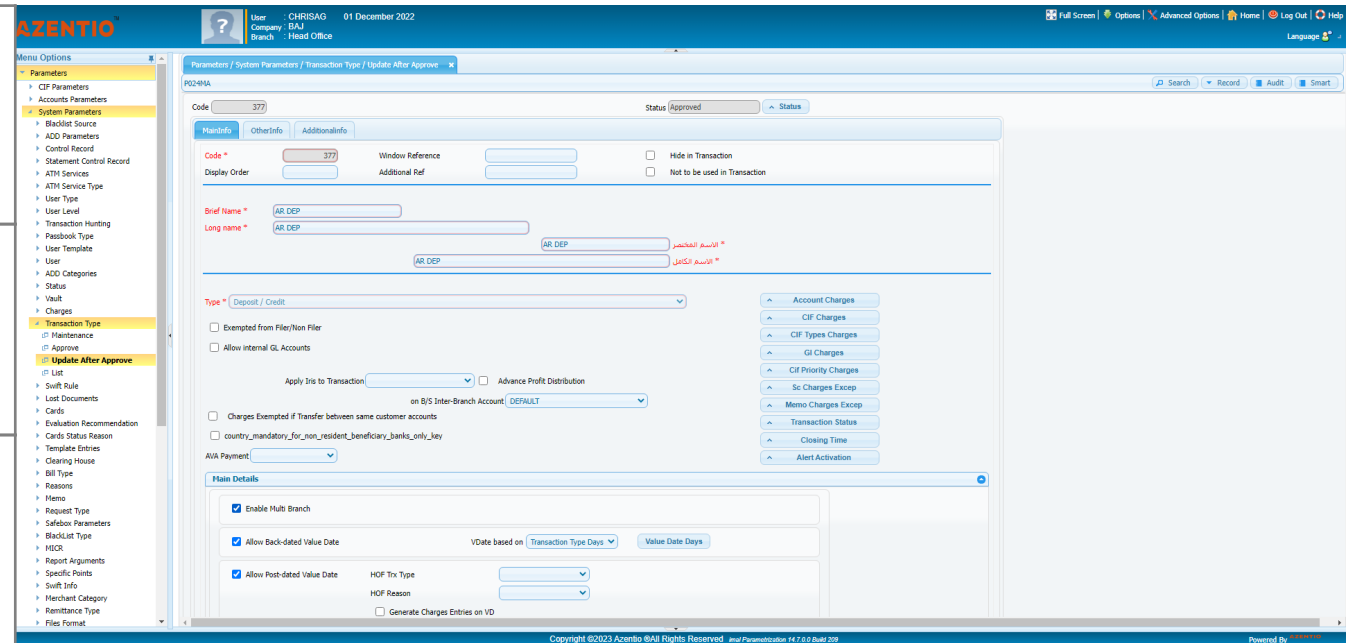 AZENTIO
User : CHRISAG 01 December 2022
Company : BAJ
Branch : Head Office
Full Screen | Options | Advanced Options | Home | Log Out | Help
Language
Menu Options
Parameters
CIF Parameters
Accounts Parameters
System Parameters
Blacklist Source
ADD Parameters
Control Record
Statement Control Record
ATM Services
ATM Service Type
User Type
User Level
Transaction Hunting
Passbook Type
User Template
User
ADD Categories
Status
Vault
Charges
Transaction Type
Maintenance
Approve
Update After Approve
List
Swift Rule
Lost Documents
Cards
Evaluation Recommendation
Cards Status Reason
Template Entries
Clearing House
Bill Type
Reasons
Memo
Request Type
Safebox Parameters
BlackList Type
MICR
Report Arguments
Specific Points
Swift Info
Merchant Category
Remittance Type
Files Format
Parameters / System Parameters / Transaction Type / Update After Approve x
P024MA
Search Record Audit Smart
Code 377 Status Approved Status
MainInfo OtherInfo AdditionalInfo
Code * 377 Window Reference Hide in Transaction
Display Order Additional Ref Not to be used in Transaction
Brief Name * AR DEP
Long name * AR DEP
AR DEP الاسم المختصر *
AR DEP الاسم الكامل *
Type * Deposit / Credit
Exempted from Filer/Non Filer
Allow internal GL Accounts
Apply Iris to Transaction Advance Profit Distribution
on B/S Inter-Branch Account DEFAULT
Charges Exempted if Transfer between same customer accounts
country_mandatory_for_non_resident_beneficiary_banks_only_key
AVA Payment
Account Charges
CIF Charges
CIF Types Charges
Gl Charges
Cif Priority Charges
Sc Charges Excep
Memo Charges Excep
Transaction Status
Closing Time
Alert Activation
Main Details
Enable Multi Branch
Allow Back-dated Value Date VDate based on Transaction Type Days Value Date Days
Allow Post-dated Value Date HOF Trx Type
HOF Reason
Generate Charges Entries on VD
Copyright ©2023 Azentio ®All Rights Reserved imal Parametrization 14.7.0.0 Build 209
Powered By AZENTIO